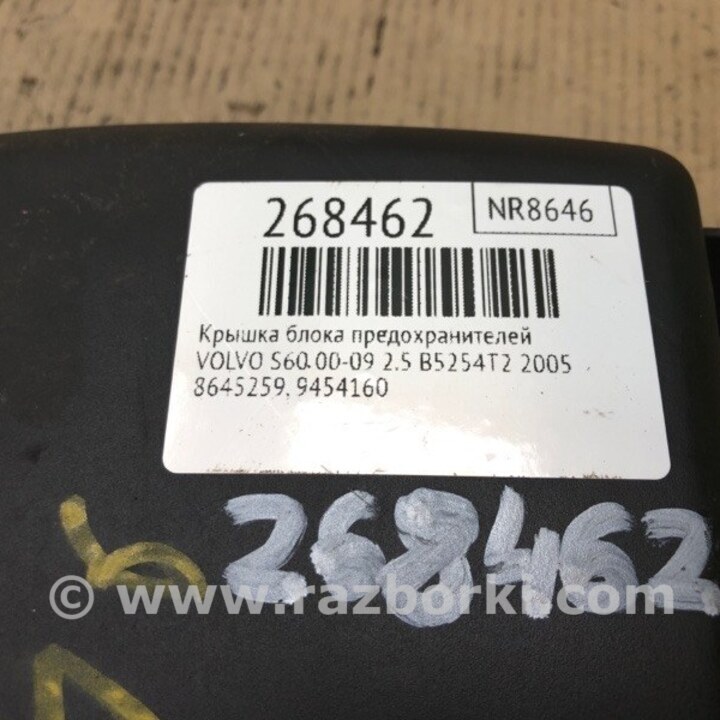 268462
NR8646
Крышка блока предохранителей
VOLVO S60 00-09 2.5 B5254T2 2005
8645259, 9454160
268462
© www.razborki.com